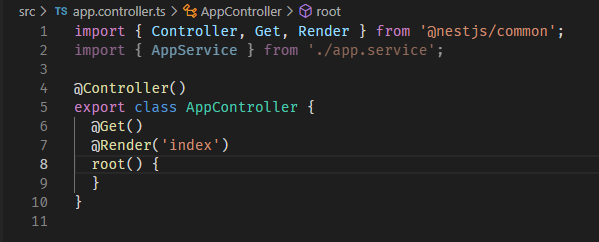 src > TS app.controller.ts > AppController > root
1 import { Controller, Get, Render } from '@nestjs/common';
2 import { AppService } from './app.service';
3
4 @Controller()
5 export class AppController {
6   @Get()
7   @Render('index')
8   root() {
9   }
10 }
11